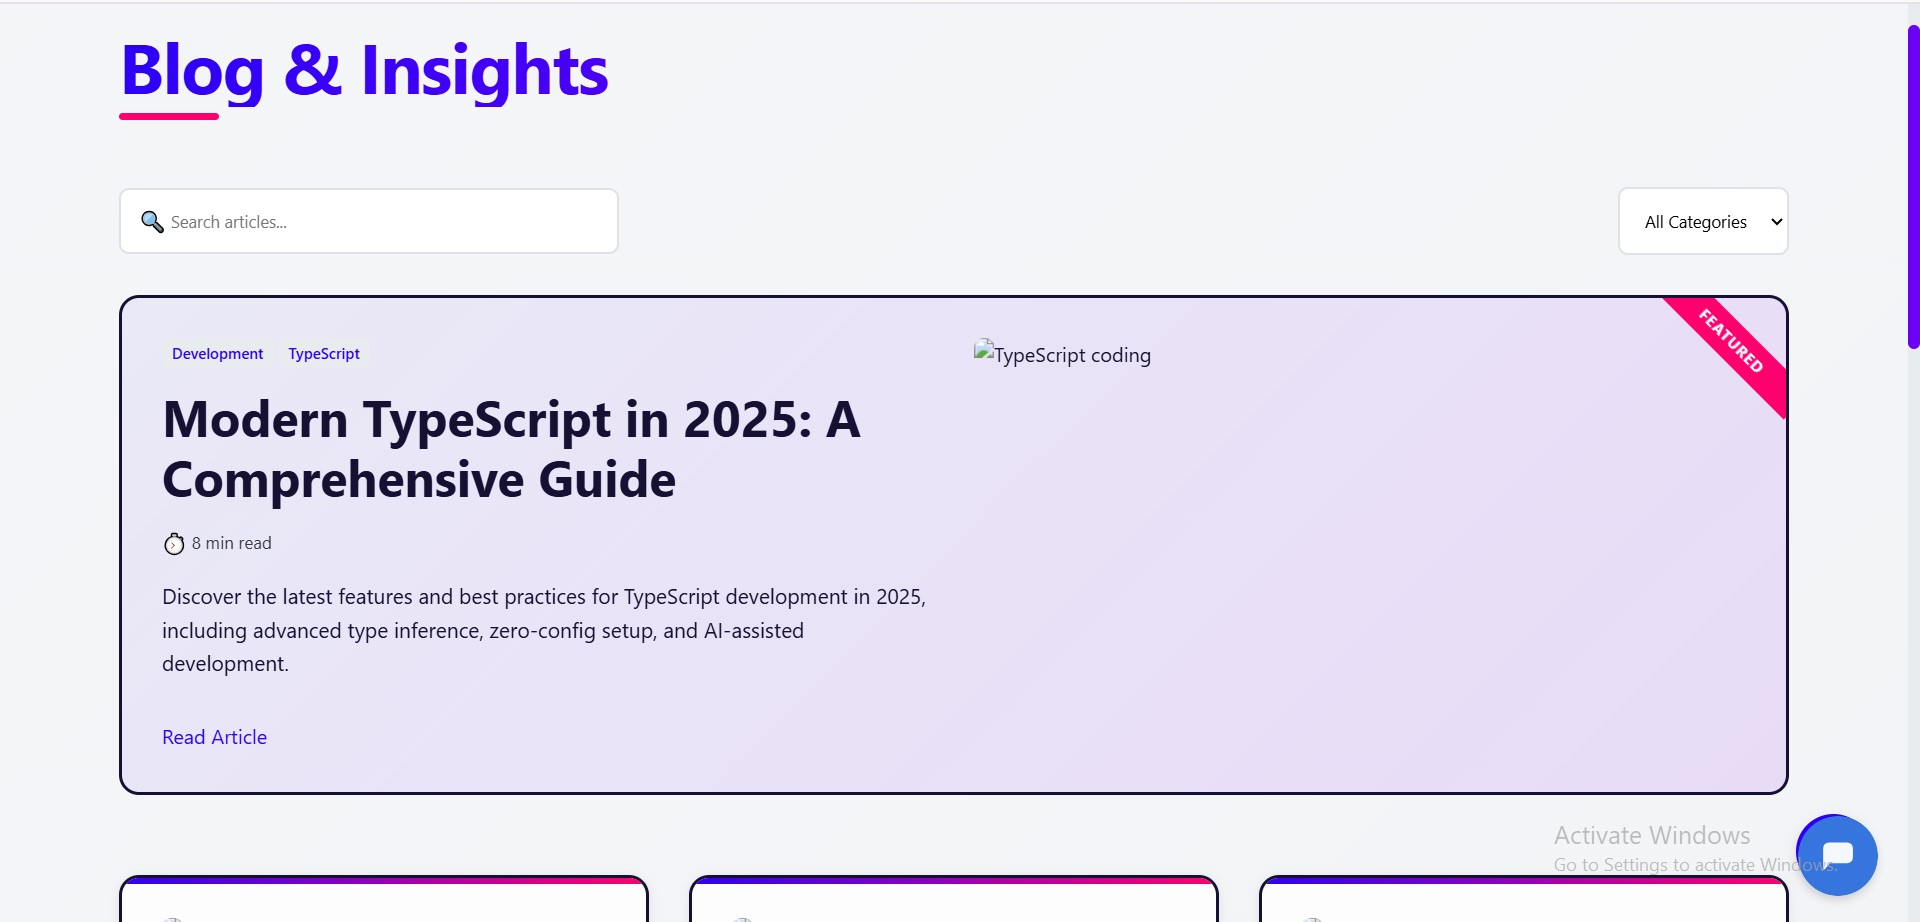 Blog & Insights
Search articles...
All Categories
FEATURED
Development TypeScript
TypeScript coding
Modern TypeScript in 2025: A
Comprehensive Guide
8 min read
Discover the latest features and best practices for TypeScript development in 2025,
including advanced type inference, zero-config setup, and AI-assisted
development.
Read Article
Activate Windows
Go to Settings to activate Windows.